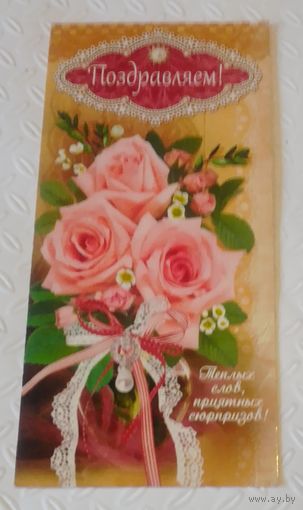 Поздравляем!
Теплых
слов,
приятных
сюрпризов!
www.ay.by